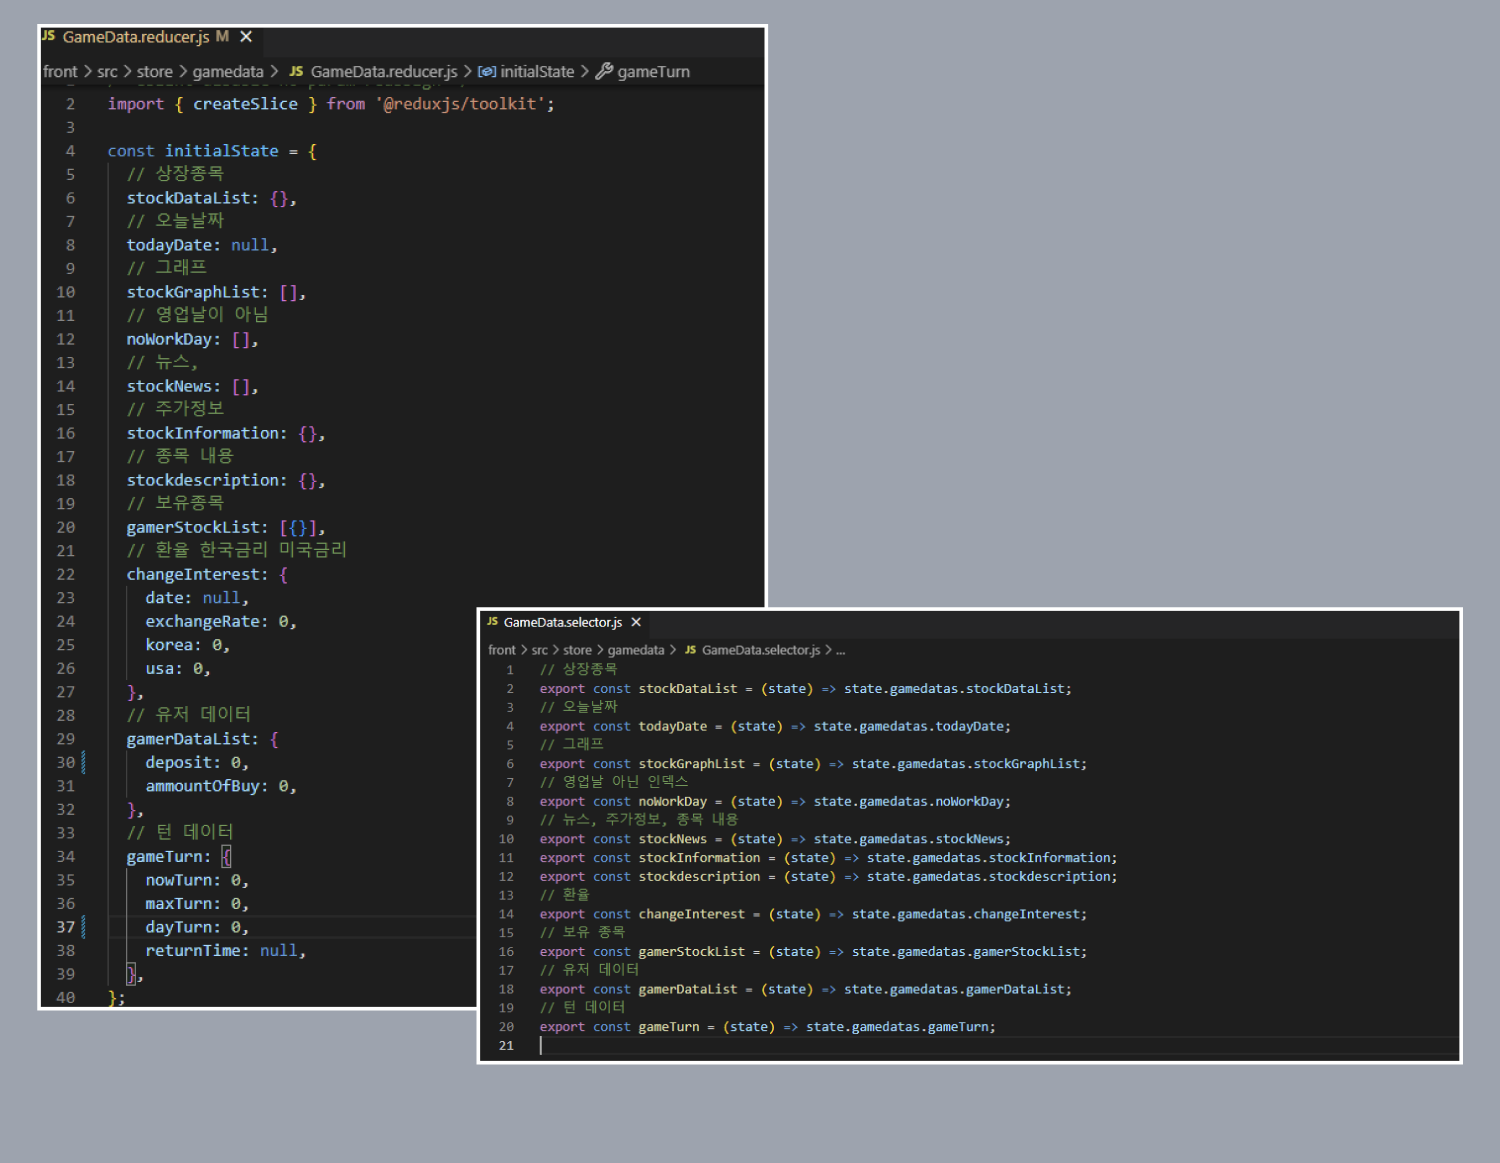 JS GameData.reducer.js M ×
front > src > store > gamedata > JS GameData.reducer.js > initialState > gameTurn
2 import { createSlice } from '@reduxjs/toolkit';
3
4 const initialState = {
5 // 상장종목
6 stockDataList: {},
7 // 오늘날짜
8 todayDate: null,
9 // 그래프
10 stockGraphList: [],
11 // 영업날이 아님
12 noWorkDay: [],
13 // 뉴스,
14 stockNews: [],
15 // 주가정보
16 stockInformation: {},
17 // 종목 내용
18 stockdescription: {},
19 // 보유종목
20 gamerStockList: [{}],
21 // 환율 한국금리 미국금리
22 changeInterest: {
23 date: null,
24 exchangeRate: 0,
25 korea: 0,
26 usa: 0,
27 },
28 // 유저 데이터
29 gamerDataList: {
30 deposit: 0,
31 ammountOfBuy: 0,
32 },
33 // 턴 데이터
34 gameTurn: {
35 nowTurn: 0,
36 maxTurn: 0,
37 dayTurn: 0,
38 returnTime: null,
39 },
40 };
JS GameData.selector.js ×
front > src > store > gamedata > JS GameData.selector.js > ...
1 // 상장종목
2 export const stockDataList = (state) => state.gamedatas.stockDataList;
3 // 오늘날짜
4 export const todayDate = (state) => state.gamedatas.todayDate;
5 // 그래프
6 export const stockGraphList = (state) => state.gamedatas.stockGraphList;
7 // 영업날 아닌 인덱스
8 export const noWorkDay = (state) => state.gamedatas.noWorkDay;
9 // 뉴스, 주가정보, 종목 내용
10 export const stockNews = (state) => state.gamedatas.stockNews;
11 export const stockInformation = (state) => state.gamedatas.stockInformation;
12 export const stockdescription = (state) => state.gamedatas.stockdescription;
13 // 환율
14 export const changeInterest = (state) => state.gamedatas.changeInterest;
15 // 보유 종목
16 export const gamerStockList = (state) => state.gamedatas.gamerStockList;
17 // 유저 데이터
18 export const gamerDataList = (state) => state.gamedatas.gamerDataList;
19 // 턴 데이터
20 export const gameTurn = (state) => state.gamedatas.gameTurn;
21